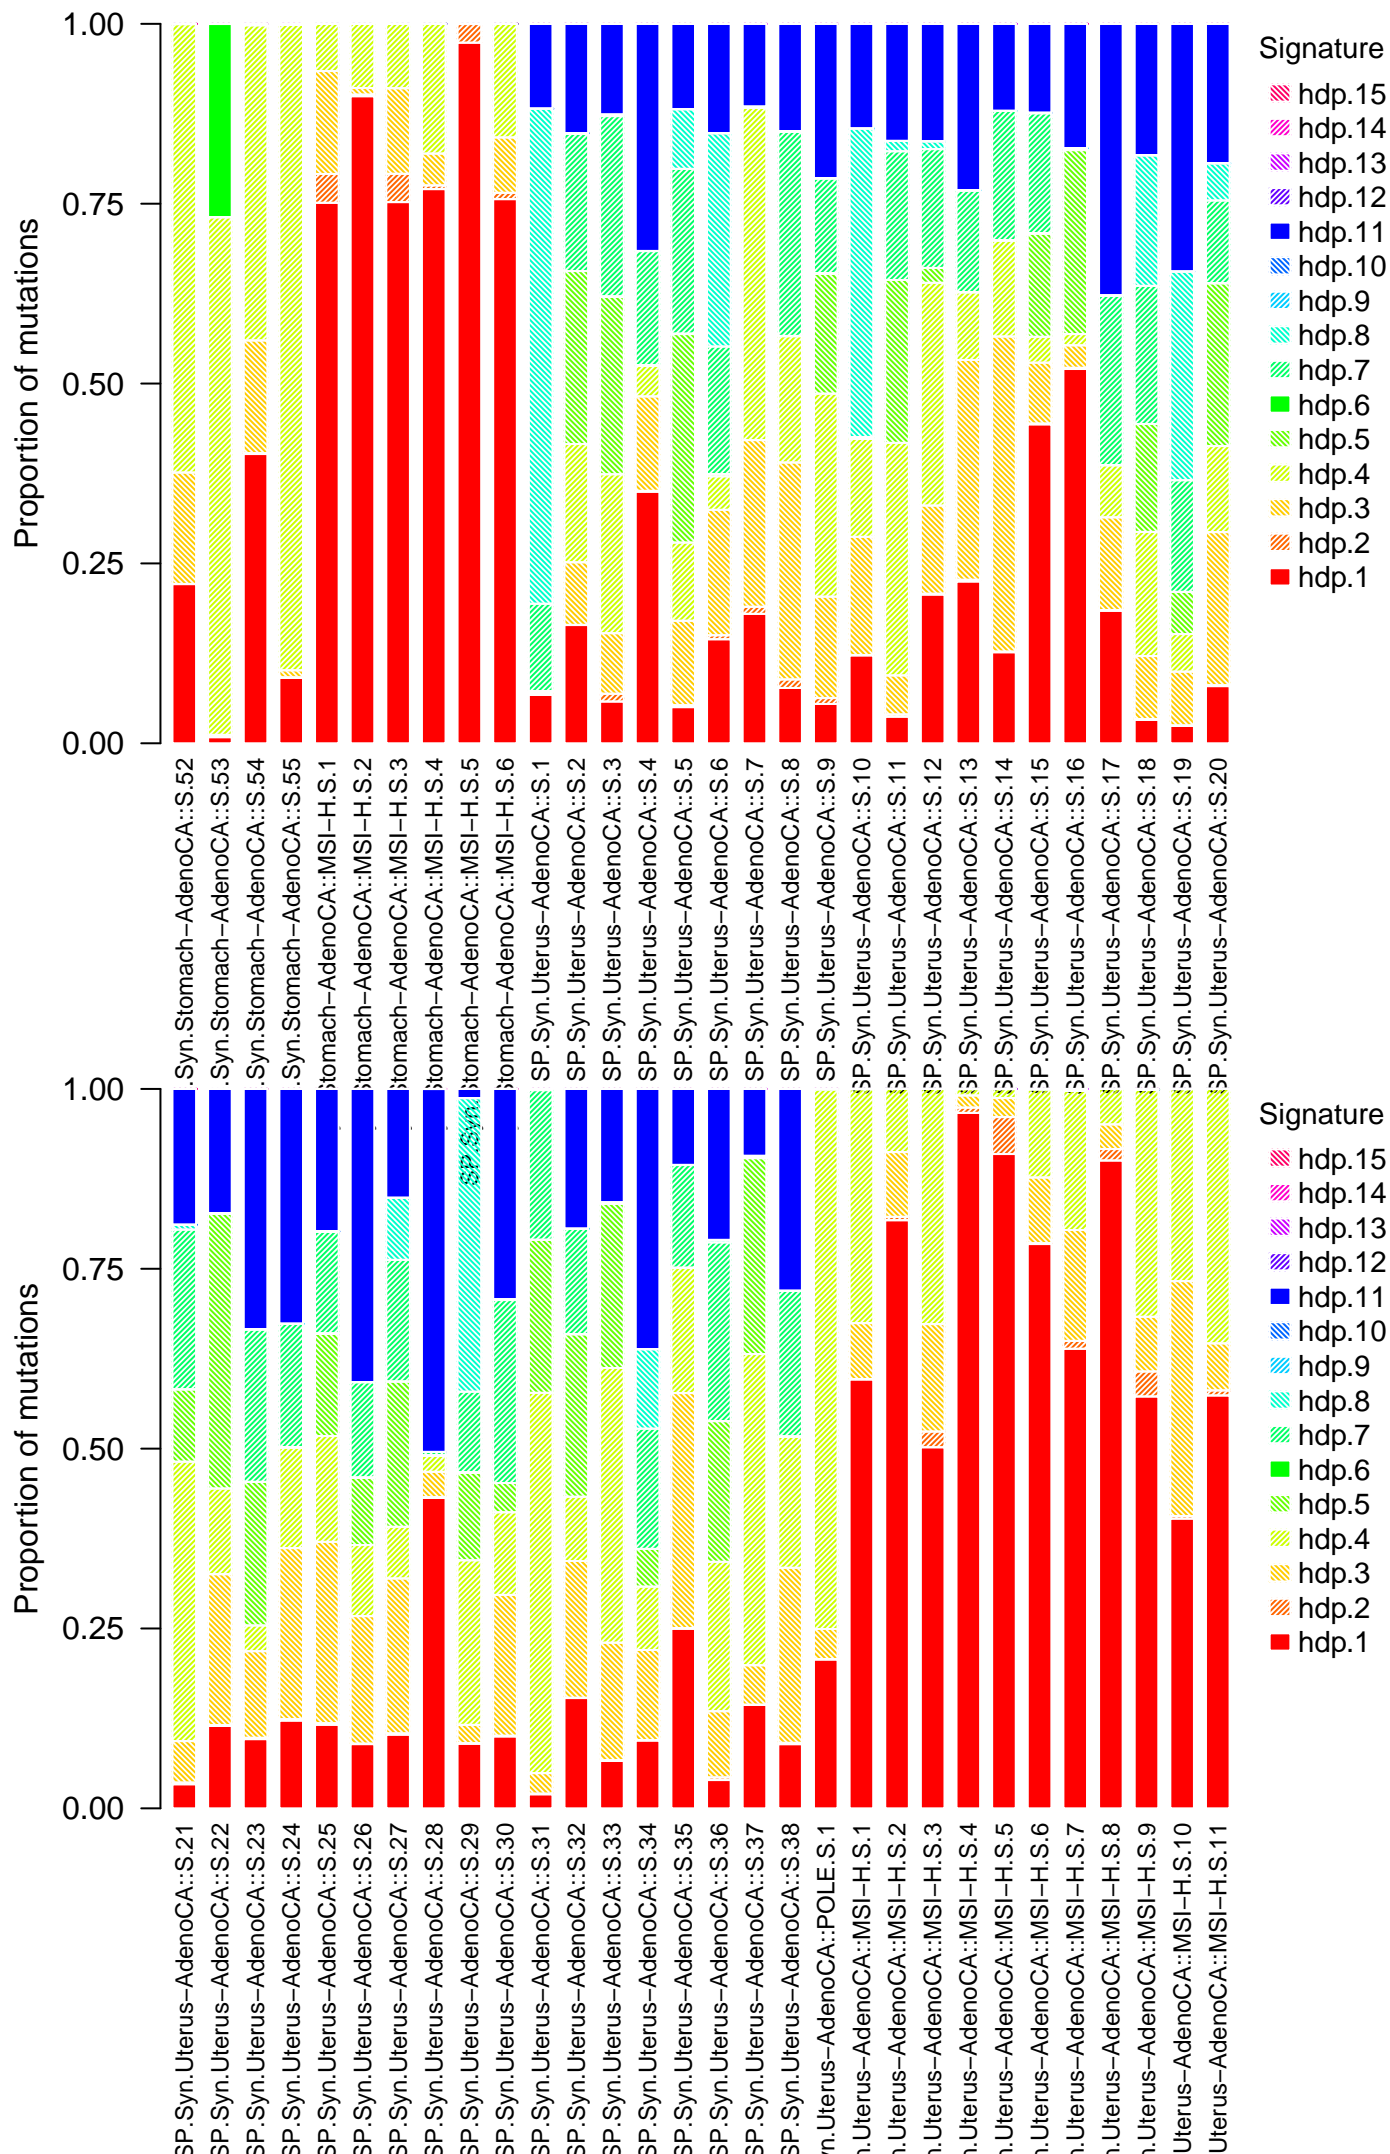 Proportion of mutations
1.00
0.75
0.50
0.25
0.00
.Syn.Stomach−AdenoCA::S.52
.Syn.Stomach−AdenoCA::S.53
.Syn.Stomach−AdenoCA::S.54
.Syn.Stomach−AdenoCA::S.55
Stomach−AdenoCA::MSI−H.S.1
Stomach−AdenoCA::MSI−H.S.2
Stomach−AdenoCA::MSI−H.S.3
Stomach−AdenoCA::MSI−H.S.4
SP.Syn.Stomach−AdenoCA::MSI−H.S.5
Stomach−AdenoCA::MSI−H.S.6
SP.Syn.Uterus−AdenoCA::S.1
SP.Syn.Uterus−AdenoCA::S.2
SP.Syn.Uterus−AdenoCA::S.3
SP.Syn.Uterus−AdenoCA::S.4
SP.Syn.Uterus−AdenoCA::S.5
SP.Syn.Uterus−AdenoCA::S.6
SP.Syn.Uterus−AdenoCA::S.7
SP.Syn.Uterus−AdenoCA::S.8
SP.Syn.Uterus−AdenoCA::S.9
SP.Syn.Uterus−AdenoCA::S.10
SP.Syn.Uterus−AdenoCA::S.11
SP.Syn.Uterus−AdenoCA::S.12
SP.Syn.Uterus−AdenoCA::S.13
SP.Syn.Uterus−AdenoCA::S.14
SP.Syn.Uterus−AdenoCA::S.15
SP.Syn.Uterus−AdenoCA::S.16
SP.Syn.Uterus−AdenoCA::S.17
SP.Syn.Uterus−AdenoCA::S.18
SP.Syn.Uterus−AdenoCA::S.19
SP.Syn.Uterus−AdenoCA::S.20
Signature
hdp.15
hdp.14
hdp.13
hdp.12
hdp.11
hdp.10
hdp.9
hdp.8
hdp.7
hdp.6
hdp.5
hdp.4
hdp.3
hdp.2
hdp.1
Proportion of mutations
1.00
0.75
0.50
0.25
0.00
SP.Syn.Uterus−AdenoCA::S.21
SP.Syn.Uterus−AdenoCA::S.22
SP.Syn.Uterus−AdenoCA::S.23
SP.Syn.Uterus−AdenoCA::S.24
SP.Syn.Uterus−AdenoCA::S.25
SP.Syn.Uterus−AdenoCA::S.26
SP.Syn.Uterus−AdenoCA::S.27
SP.Syn.Uterus−AdenoCA::S.28
SP.Syn.Uterus−AdenoCA::S.29
SP.Syn.Uterus−AdenoCA::S.30
SP.Syn.Uterus−AdenoCA::S.31
SP.Syn.Uterus−AdenoCA::S.32
SP.Syn.Uterus−AdenoCA::S.33
SP.Syn.Uterus−AdenoCA::S.34
SP.Syn.Uterus−AdenoCA::S.35
SP.Syn.Uterus−AdenoCA::S.36
SP.Syn.Uterus−AdenoCA::S.37
SP.Syn.Uterus−AdenoCA::S.38
yn.Uterus−AdenoCA::POLE.S.1
n.Uterus−AdenoCA::MSI−H.S.1
n.Uterus−AdenoCA::MSI−H.S.2
n.Uterus−AdenoCA::MSI−H.S.3
n.Uterus−AdenoCA::MSI−H.S.4
n.Uterus−AdenoCA::MSI−H.S.5
n.Uterus−AdenoCA::MSI−H.S.6
n.Uterus−AdenoCA::MSI−H.S.7
n.Uterus−AdenoCA::MSI−H.S.8
n.Uterus−AdenoCA::MSI−H.S.9
Uterus−AdenoCA::MSI−H.S.10
Uterus−AdenoCA::MSI−H.S.11
Signature
hdp.15
hdp.14
hdp.13
hdp.12
hdp.11
hdp.10
hdp.9
hdp.8
hdp.7
hdp.6
hdp.5
hdp.4
hdp.3
hdp.2
hdp.1